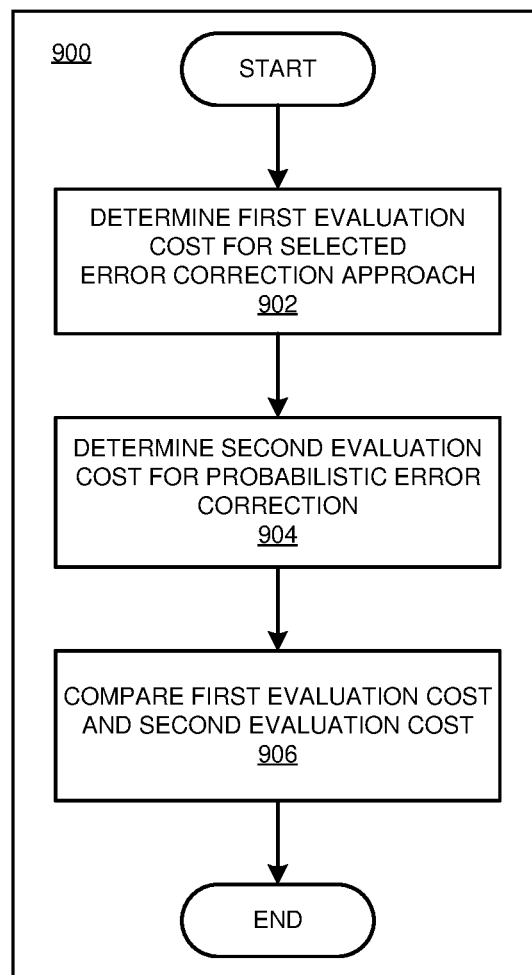 900
START
DETERMINE FIRST EVALUATION
COST FOR SELECTED
ERROR CORRECTION APPROACH
902
DETERMINE SECOND EVALUATION
COST FOR PROBABILISTIC ERROR
CORRECTION
904
COMPARE FIRST EVALUATION COST
AND SECOND EVALUATION COST
906
END